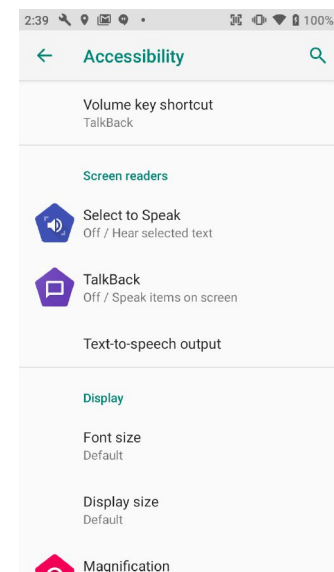 2:39
100%
Accessibility
Volume key shortcut
TalkBack
Screen readers
Select to Speak
Off / Hear selected text
TalkBack
Off / Speak items on screen
Text-to-speech output
Display
Font size
Default
Display size
Default
Magnification